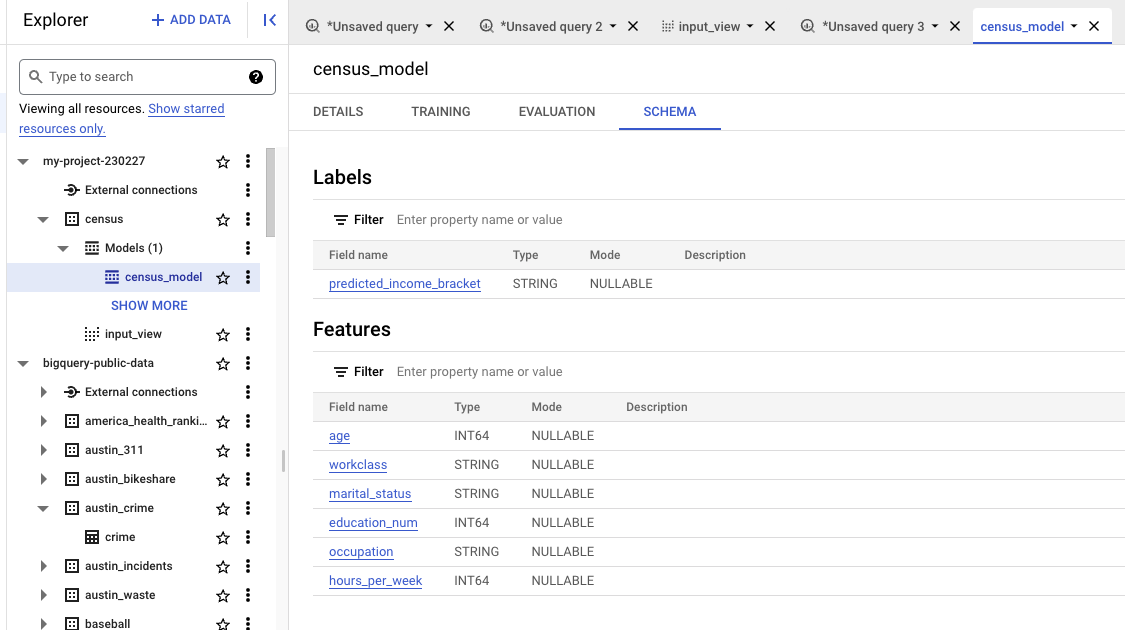 Explorer
+ ADD DATA
*Unsaved query
*Unsaved query 2
input_view
*Unsaved query 3
census_model
Type to search
?
Viewing all resources. Show starred
resources only.
my-project-230227
External connections
census
Models (1)
census_model
SHOW MORE
input_view
bigquery-public-data
External connections
america_health_ranki...
austin_311
austin_bikeshare
austin_crime
crime
austin_incidents
austin_waste
baseball
census_model
DETAILS TRAINING EVALUATION SCHEMA
Labels
Filter Enter property name or value
Field name Type Mode Description
predicted_income_bracket STRING NULLABLE
Features
Filter Enter property name or value
Field name Type Mode Description
age INT64 NULLABLE
workclass STRING NULLABLE
marital_status STRING NULLABLE
education_num INT64 NULLABLE
occupation STRING NULLABLE
hours_per_week INT64 NULLABLE